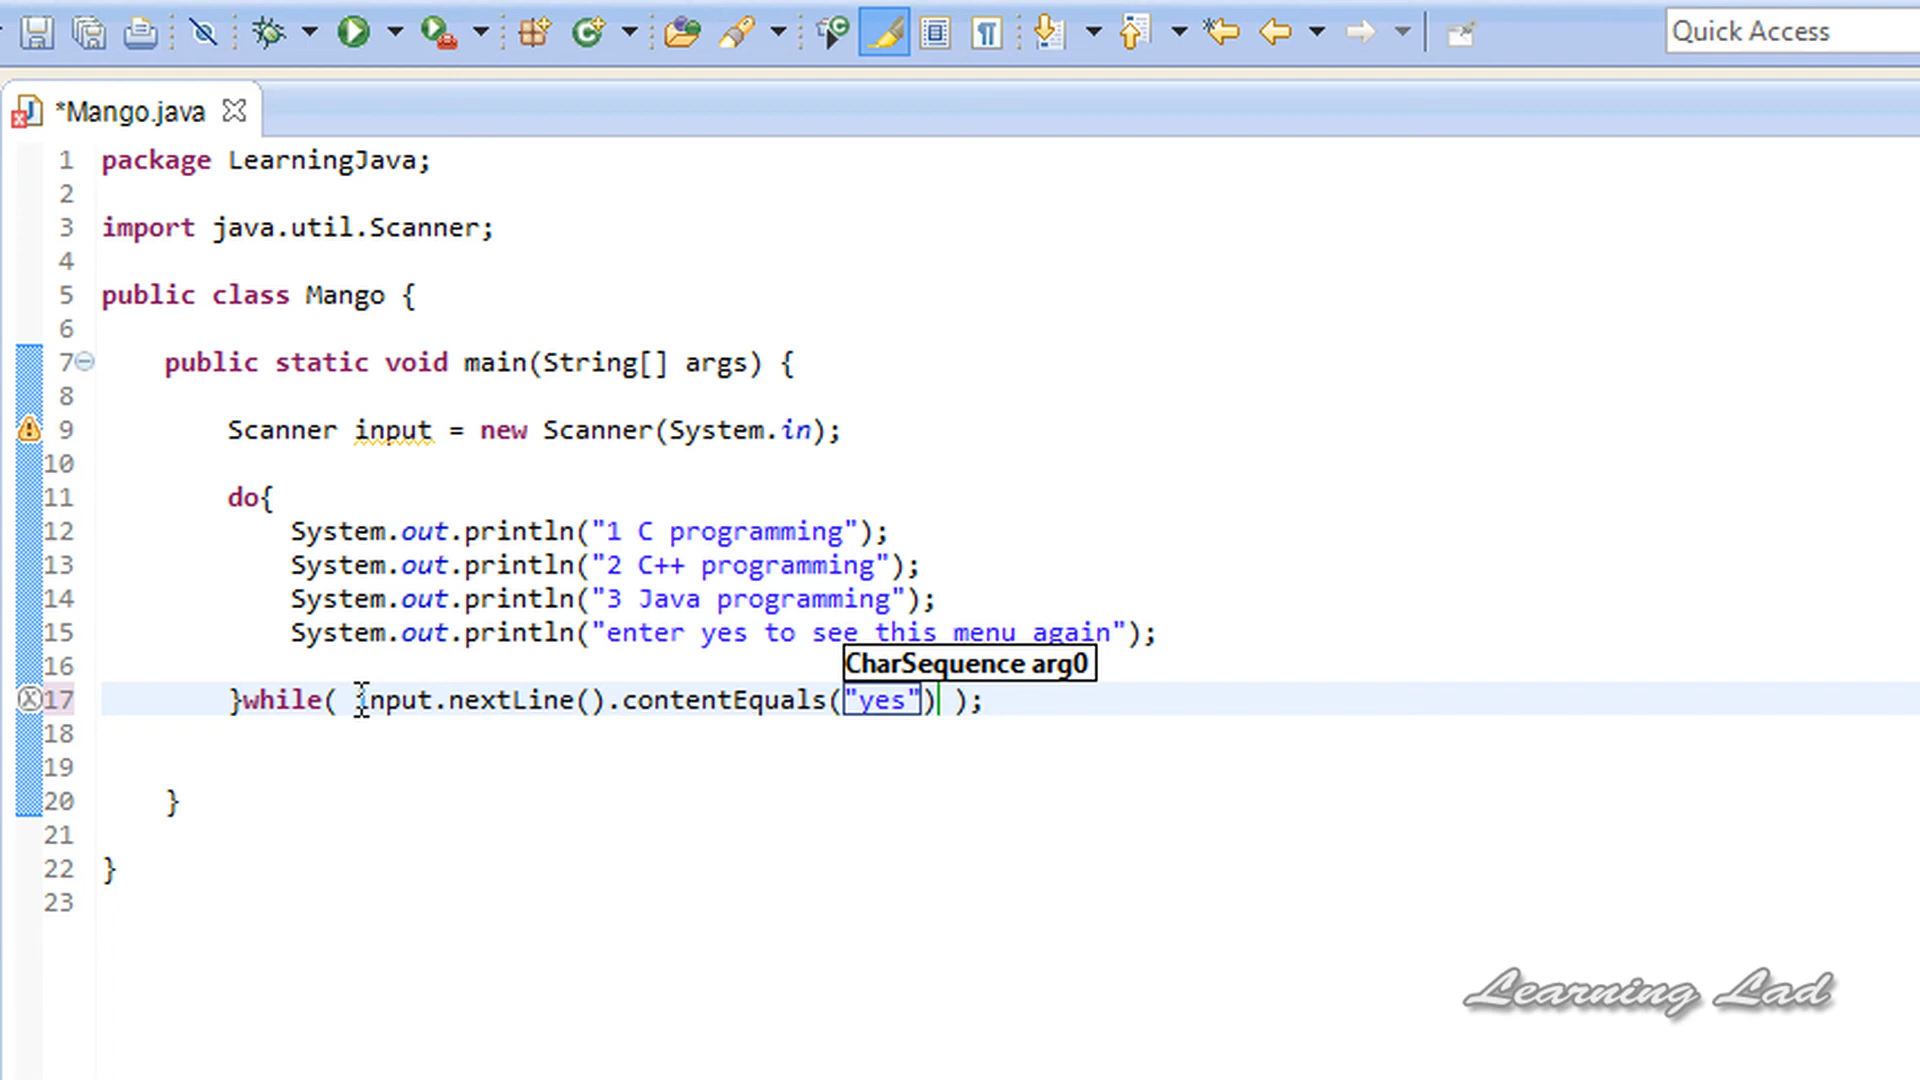 Quick Access
*Mango.java
1 package LearningJava;
2
3 import java.util.Scanner;
4
5 public class Mango {
6
7 public static void main(String[] args) {
8
9 Scanner input = new Scanner(System.in);
10
11 do{
12 System.out.println("1 C programming");
13 System.out.println("2 C++ programming");
14 System.out.println("3 Java programming");
15 System.out.println("enter yes to see this menu again");
16
CharSequence arg0
17 }while( input.nextLine().contentEquals("yes") );
18
19
20 }
21
22 }
23
Learning Lad